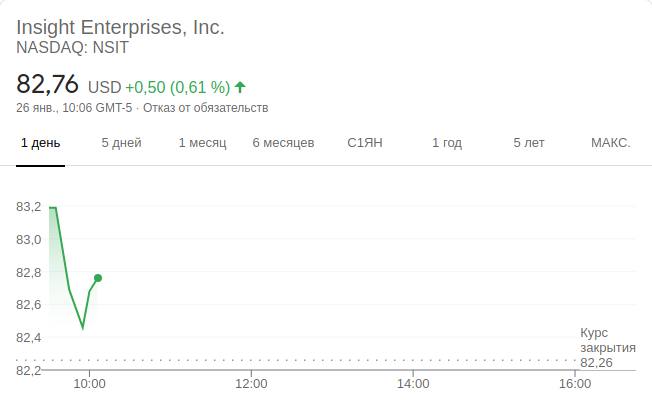 Insight Enterprises, Inc.
NASDAQ: NSIT
82,76 USD +0,50 (0,61 %)
26 янв., 10:06 GMT-5 · Отказ от обязательств
1 день 5 дней 1 месяц 6 месяцев С1ЯН 1 год 5 лет МАКС.
83,2
83,0
82,8
82,6
82,4
82,2
Курс
закрытия
82,26
10:00 12:00 14:00 16:00